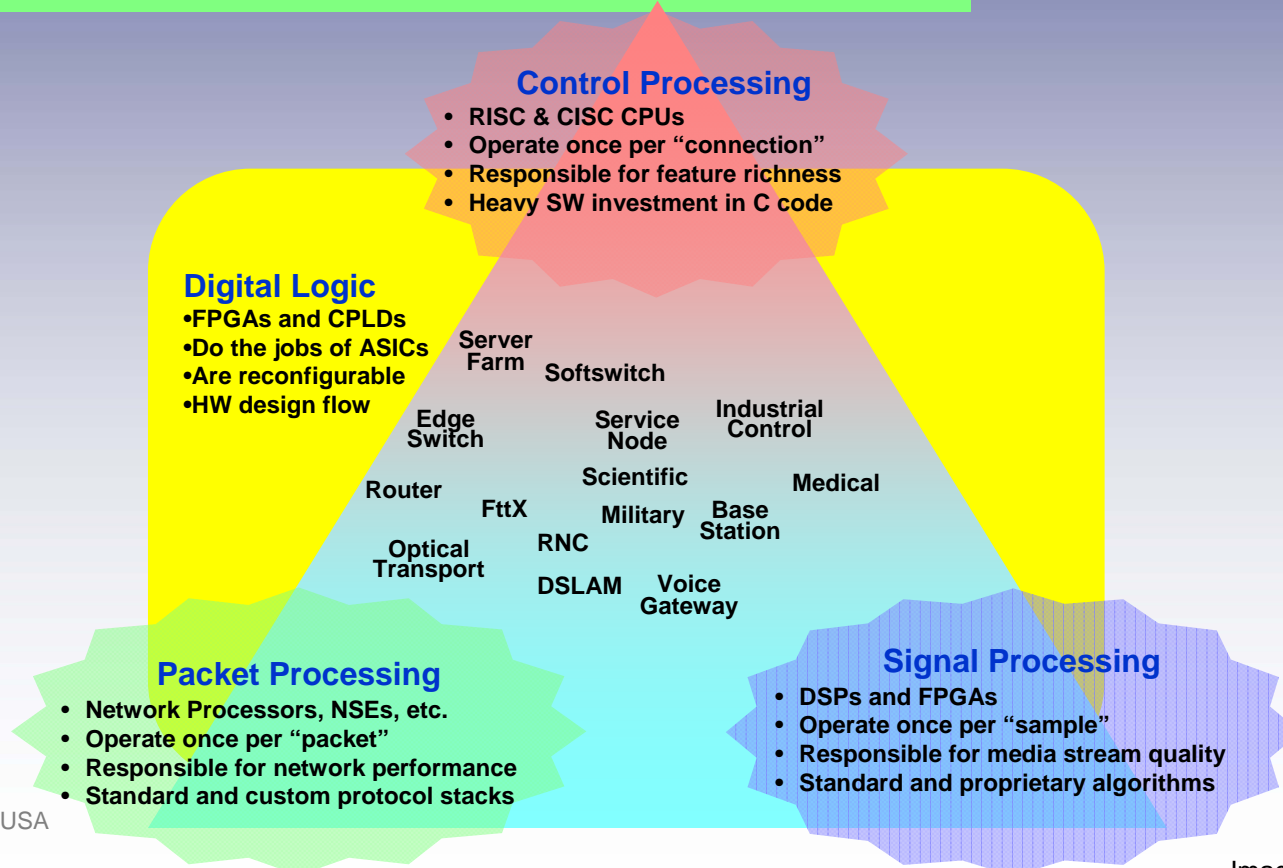 Control Processing
• RISC & CISC CPUs
• Operate once per “connection”
• Responsible for feature richness
• Heavy SW investment in C code
Digital Logic
•FPGAs and CPLDs
•Do the jobs of ASICs
•Are reconfigurable
•HW design flow
Server
Farm
Softswitch
Edge
Switch
Service
Node
Industrial
Control
Router
Scientific
Medical
FttX
Military
Base
Station
RNC
Optical
Transport
DSLAM
Voice
Gateway
Packet Processing
• Network Processors, NSEs, etc.
• Operate once per “packet”
• Responsible for network performance
• Standard and custom protocol stacks
Signal Processing
• DSPs and FPGAs
• Operate once per “sample”
• Responsible for media stream quality
• Standard and proprietary algorithms
USA